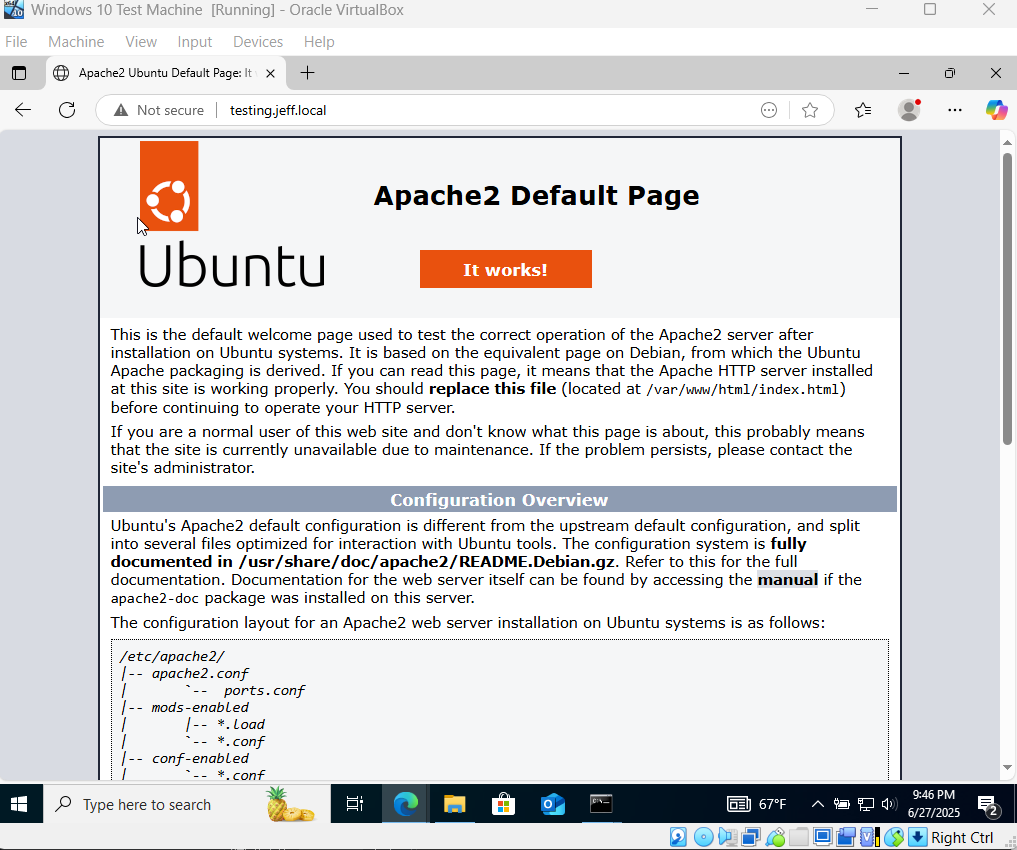 Windows 10 Test Machine [Running] - Oracle VirtualBox
File Machine View Input Devices Help
Apache2 Ubuntu Default Page: It
Not secure testing.jeff.local
Apache2 Default Page
Ubuntu
It works!
This is the default welcome page used to test the correct operation of the Apache2 server after
installation on Ubuntu systems. It is based on the equivalent page on Debian, from which the Ubuntu
Apache packaging is derived. If you can read this page, it means that the Apache HTTP server installed
at this site is working properly. You should replace this file (located at /var/www/html/index.html)
before continuing to operate your HTTP server.
If you are a normal user of this web site and don't know what this page is about, this probably means
that the site is currently unavailable due to maintenance. If the problem persists, please contact the
site's administrator.
Configuration Overview
Ubuntu's Apache2 default configuration is different from the upstream default configuration, and split
into several files optimized for interaction with Ubuntu tools. The configuration system is fully
documented in /usr/share/doc/apache2/README.Debian.gz. Refer to this for the full
documentation. Documentation for the web server itself can be found by accessing the manual if the
apache2-doc package was installed on this server.
The configuration layout for an Apache2 web server installation on Ubuntu systems is as follows:
/etc/apache2/
|-- apache2.conf
|       `--  ports.conf
|-- mods-enabled
|       |-- *.load
|       `-- *.conf
|-- conf-enabled
|       `-- *.conf
Type here to search
67°F
9:46 PM
6/27/2025
2
Right Ctrl